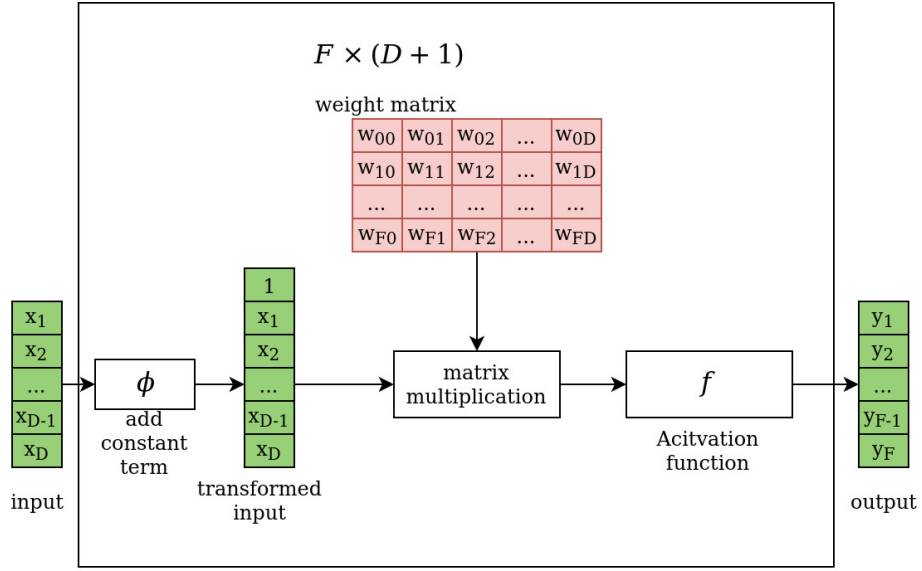 F × (D + 1)
weight matrix
w00 w01 w02 ... w0D
w10 w11 w12 ... w1D
... ... ... ... ...
wF0 wF1 wF2 ... wFD
x1
x2
...
xD-1
xD
input
ϕ
add
constant
term
1
x1
x2
...
xD-1
xD
transformed
input
matrix
multiplication
f
Acitvation
function
y1
y2
...
yF-1
yF
output